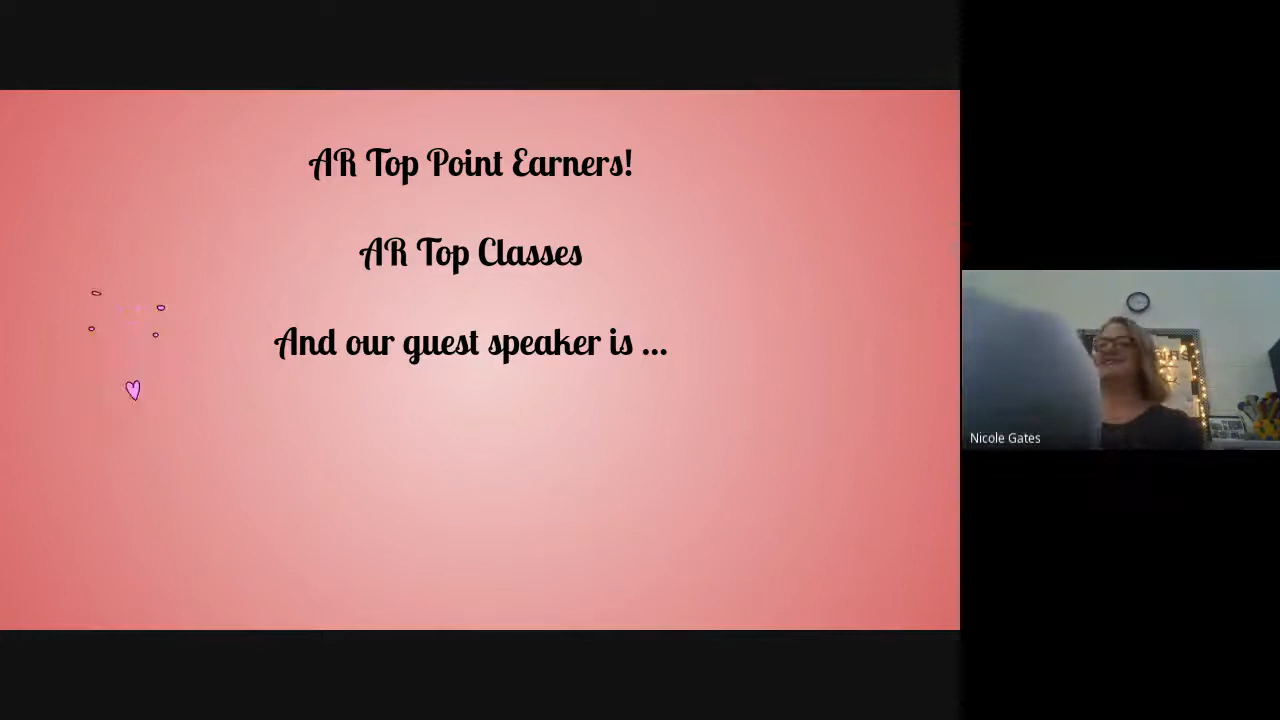 AR Top Point Earners!
AR Top Classes
And our guest speaker is ...
Nicole Gates